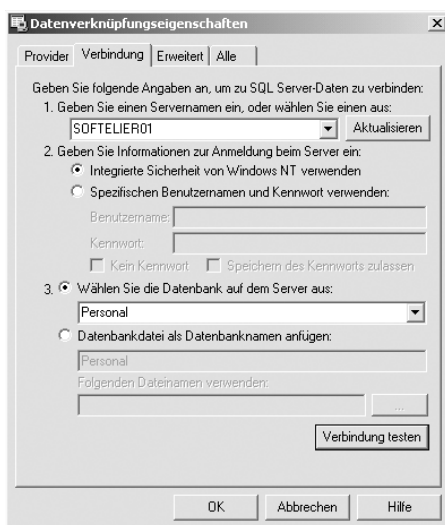 Datenverknüpfungseigenschaften
Provider Verbindung Erweitert Alle
Geben Sie folgende Angaben an, um zu SQL Server-Daten zu verbinden:
1. Geben Sie einen Servernamen ein, oder wählen Sie einen aus:
SOFTELIER01 Aktualisieren
2. Geben Sie Informationen zur Anmeldung beim Server ein:
Integrierte Sicherheit von Windows NT verwenden
Spezifischen Benutzernamen und Kennwort verwenden:
Benutzername:
Kennwort:
Kein Kennwort Speichern des Kennworts zulassen
3. Wählen Sie die Datenbank auf dem Server aus:
Personal
Datenbankdatei als Datenbanknamen anfügen:
Personal
Folgenden Dateinamen verwenden:
...
Verbindung testen
OK Abbrechen Hilfe